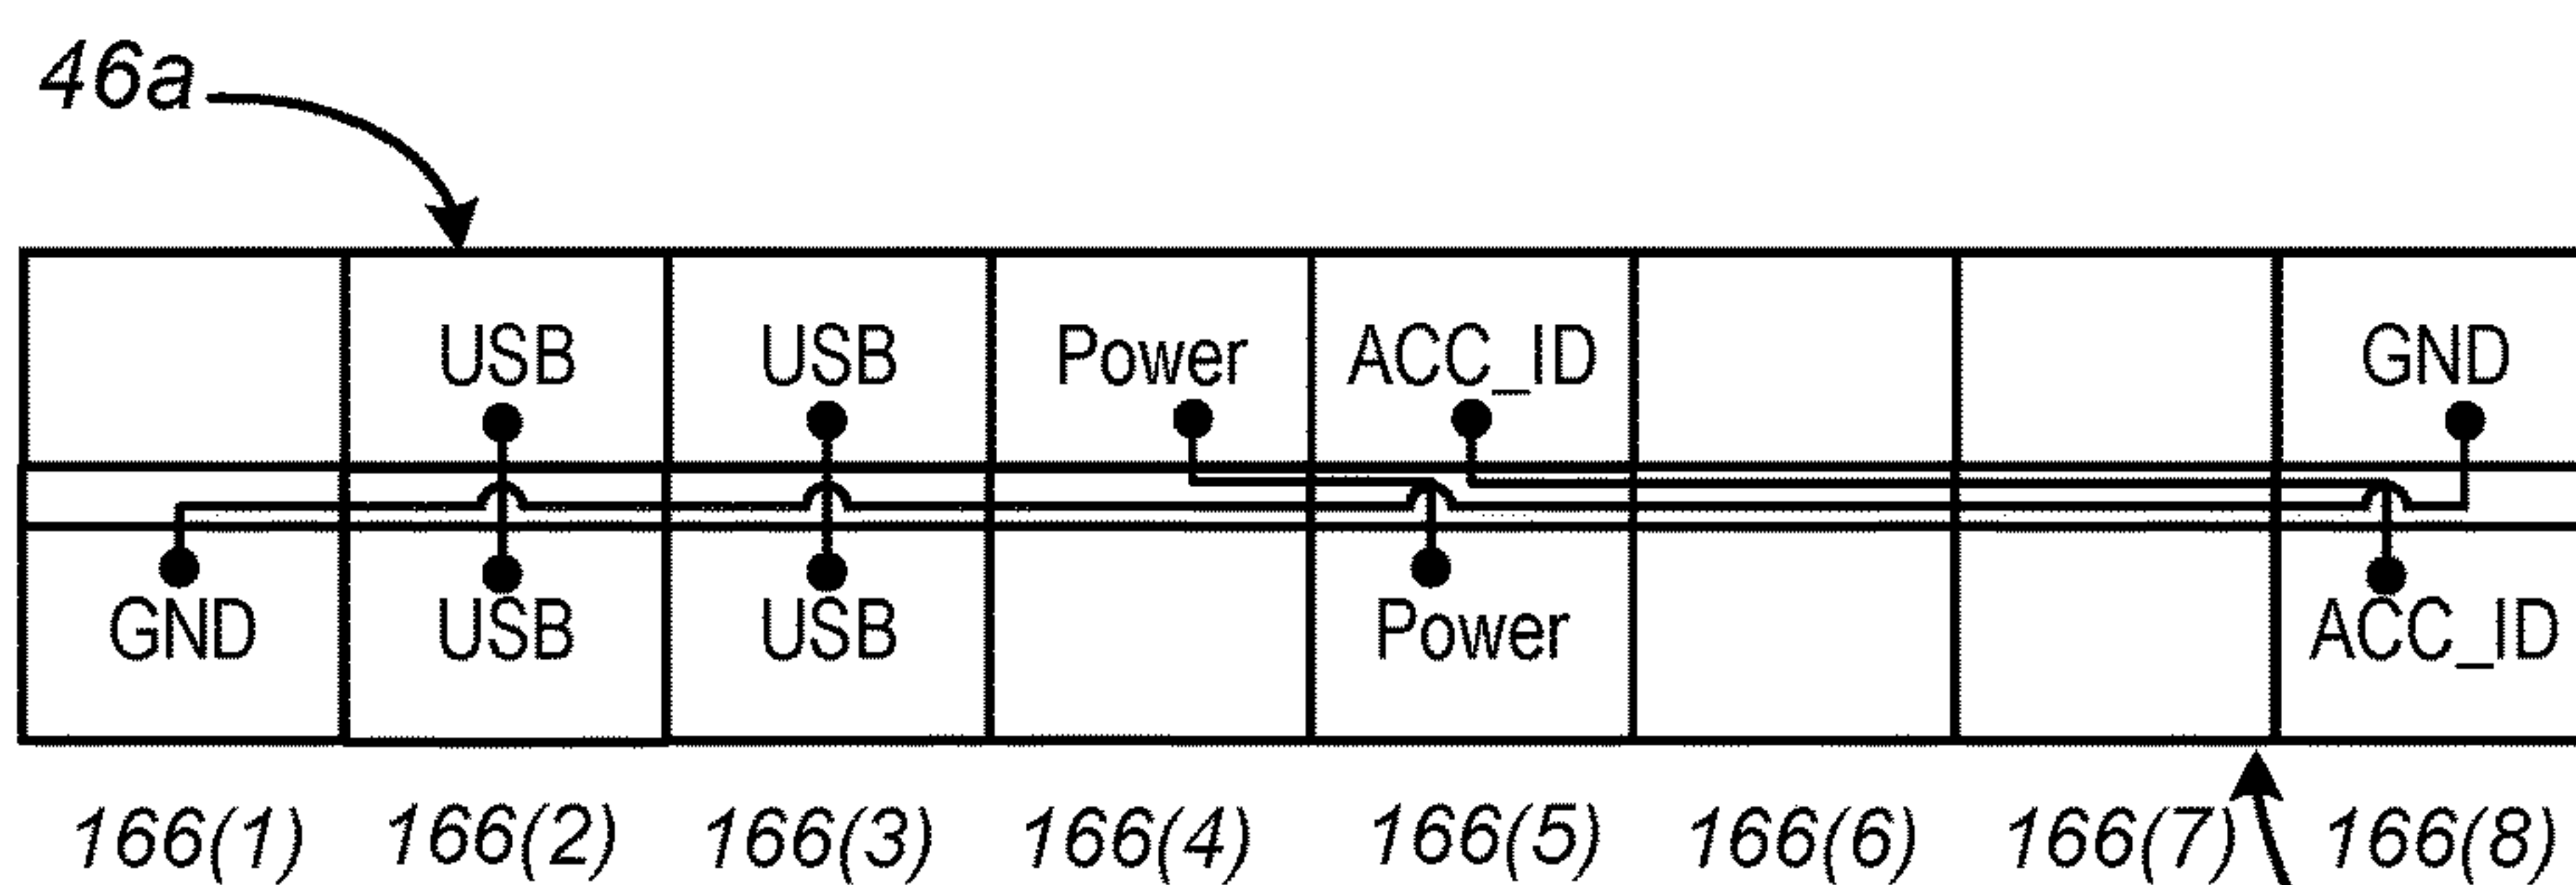 46a
USB USB Power ACC_ID GND
GND USB USB Power ACC_ID
166(1) 166(2) 166(3) 166(4) 166(5) 166(6) 166(7) 166(8)